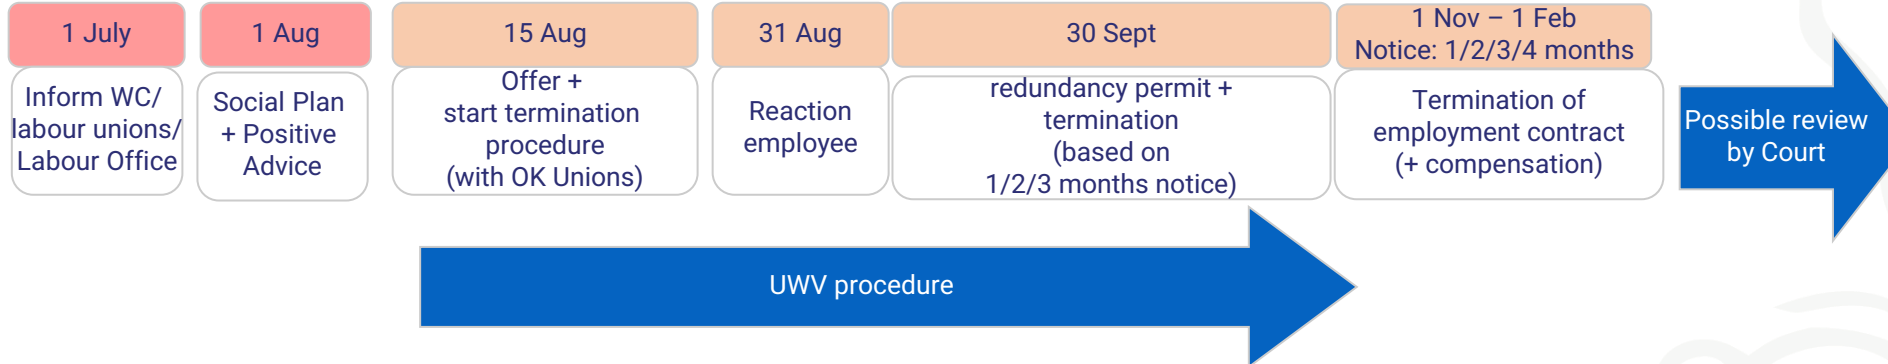 1 July
Inform WC/
labour unions/
Labour Office
1 Aug
Social Plan
+ Positive
Advice
15 Aug
Offer +
start termination
procedure
(with OK Unions)
31 Aug
Reaction
employee
30 Sept
redundancy permit +
termination
(based on
1/2/3 months notice)
1 Nov – 1 Feb
Notice: 1/2/3/4 months
Termination of
employment contract
(+ compensation)
Possible review
by Court
UWV procedure